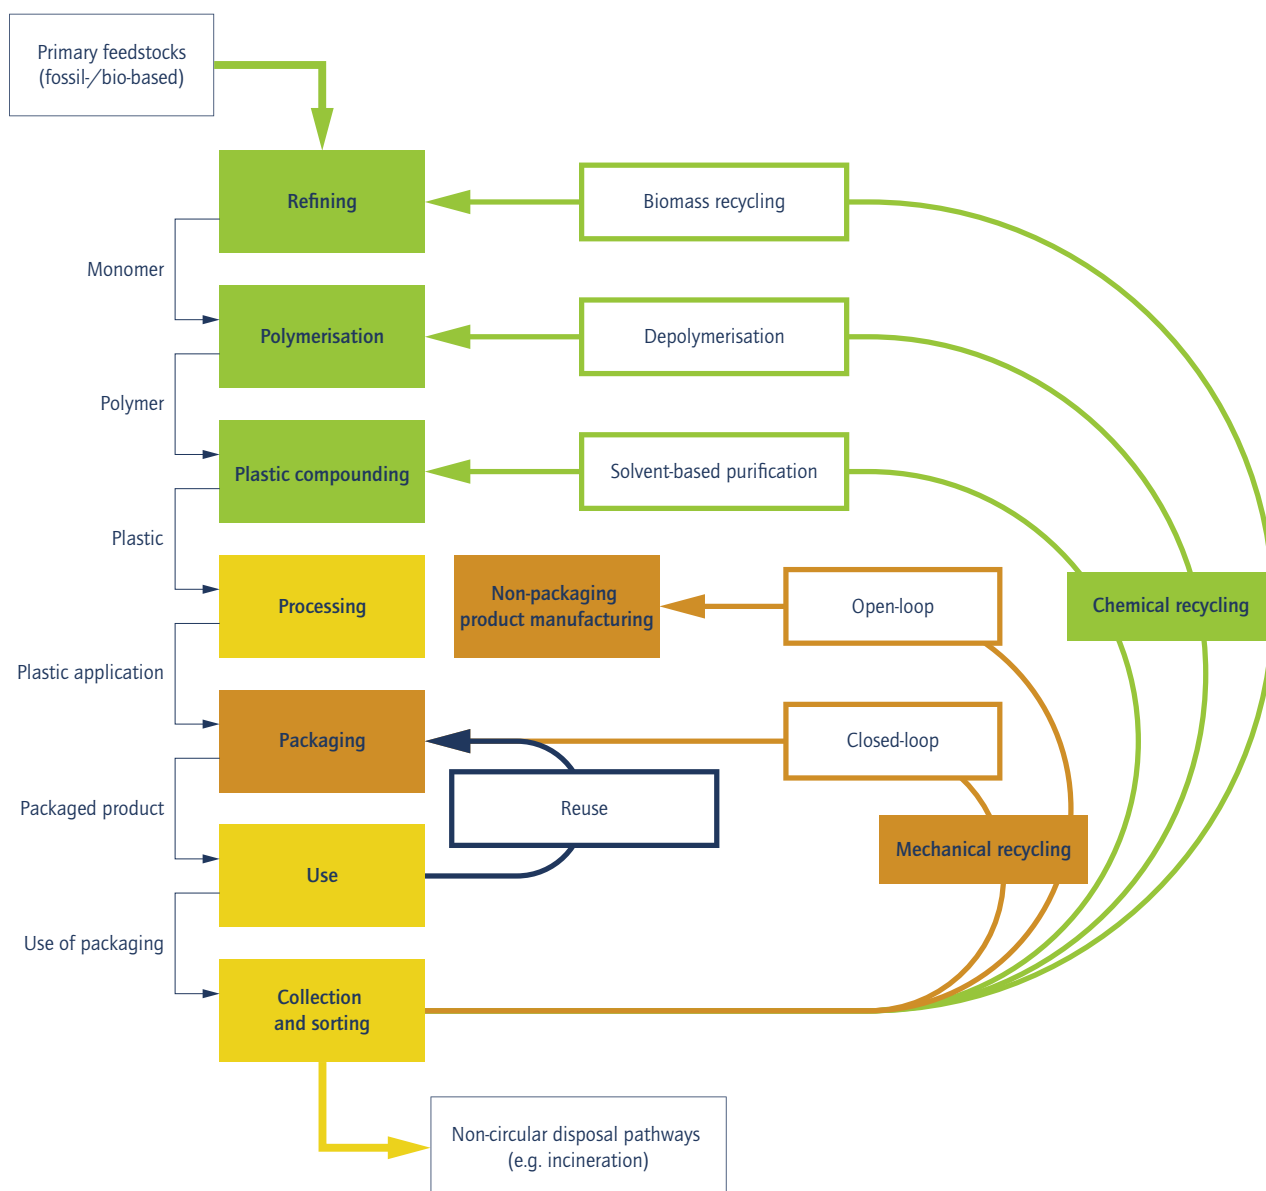 Primary feedstocks
(fossil-/bio-based)
Refining
Biomass recycling
Monomer
Polymerisation
Depolymerisation
Polymer
Plastic compounding
Solvent-based purification
Plastic
Processing
Non-packaging
product manufacturing
Open-loop
Chemical recycling
Plastic application
Packaging
Closed-loop
Packaged product
Reuse
Mechanical recycling
Use
Use of packaging
Collection
and sorting
Non-circular disposal pathways
(e.g. incineration)